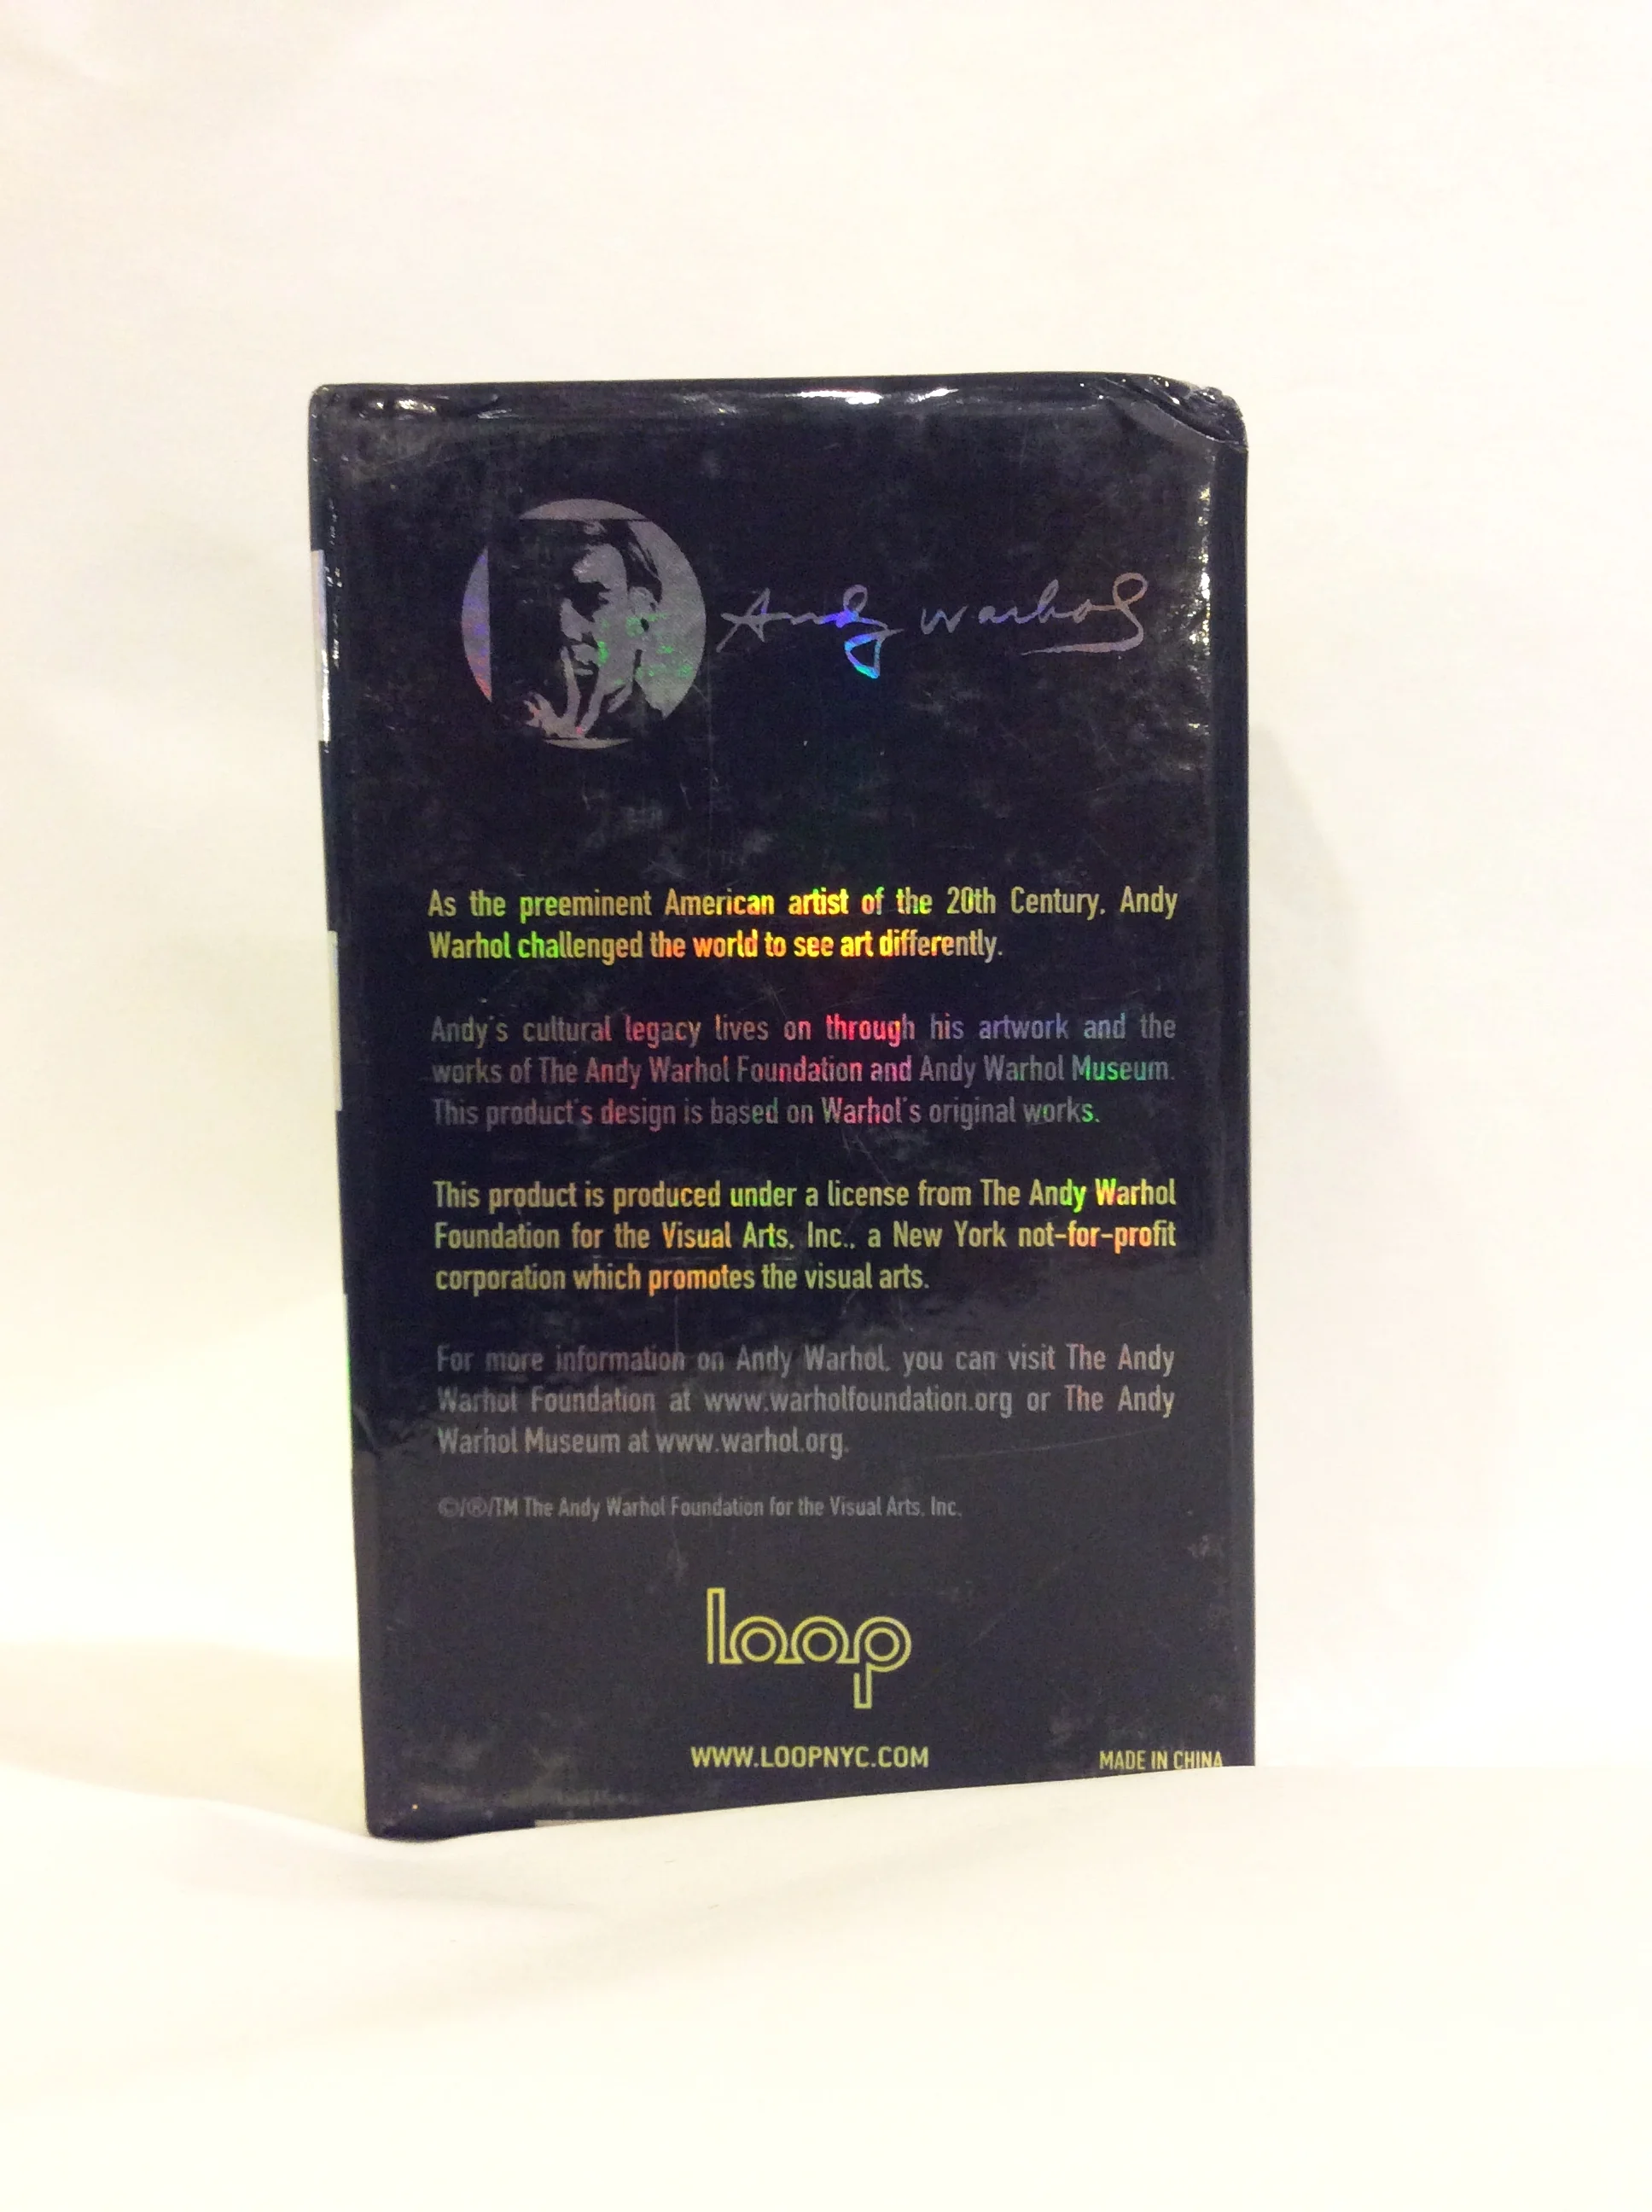 Andy Warhol
As the preeminent American artist of the 20th Century, Andy
Warhol challenged the world to see art differently.
Andy's cultural legacy lives on through his artwork and the
works of The Andy Warhol Foundation and Andy Warhol Museum.
This product's design is based on Warhol's original works.
This product is produced under a license from The Andy Warhol
Foundation for the Visual Arts, Inc., a New York not-for-profit
corporation which promotes the visual arts.
For more information on Andy Warhol, you can visit The Andy
Warhol Foundation at www.warholfoundation.org or The Andy
Warhol Museum at www.warhol.org.
©/®/TM The Andy Warhol Foundation for the Visual Arts, Inc.
loop
WWW.LOOPNYC.COM
MADE IN CHINA